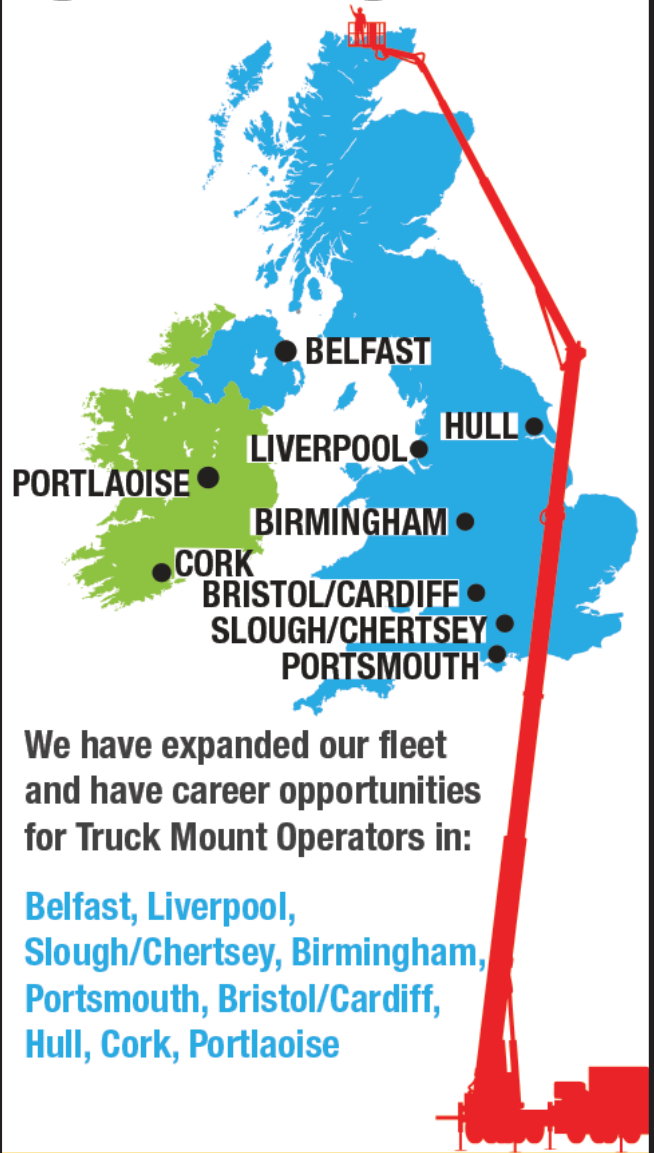 BELFAST
HULL
LIVERPOOL
PORTLAOISE
BIRMINGHAM
CORK
BRISTOL/CARDIFF
SLOUGH/CHERTSEY
PORTSMOUTH
We have expanded our fleet
and have career opportunities
for Truck Mount Operators in:
Belfast, Liverpool,
Slough/Chertsey, Birmingham,
Portsmouth, Bristol/Cardiff,
Hull, Cork, Portlaoise